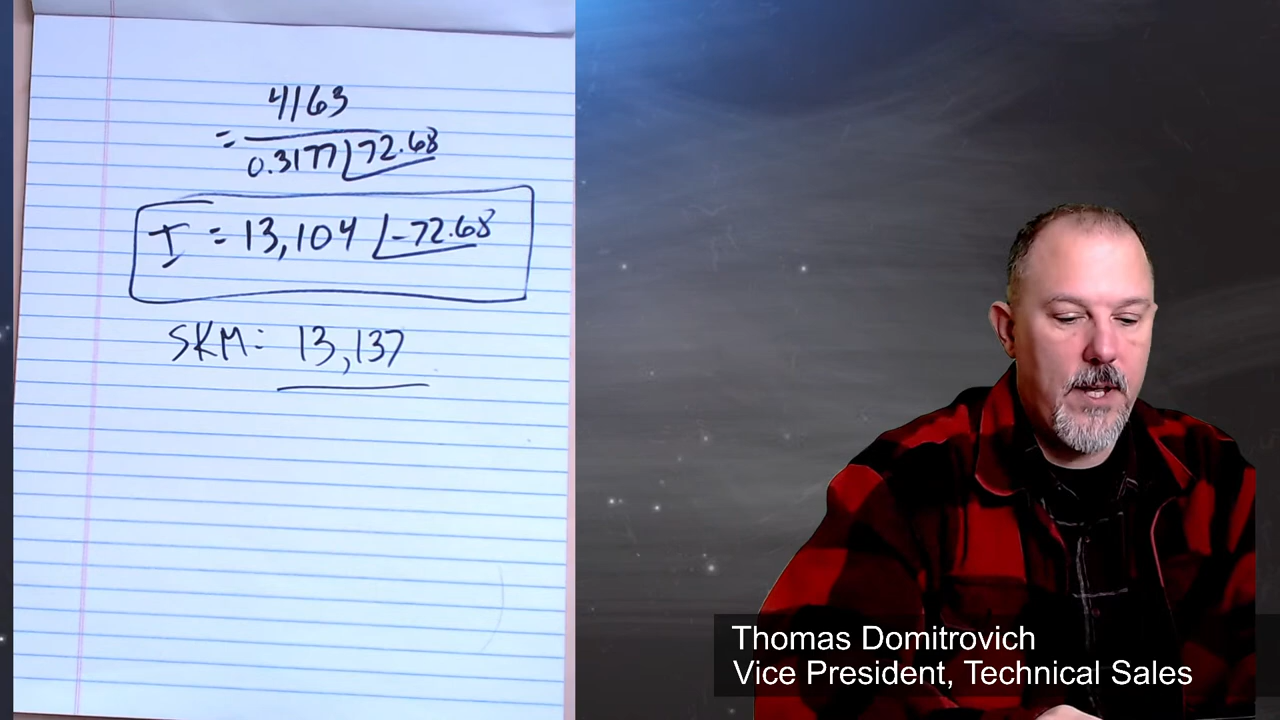 4163
= 0.3177∠72.68
I = 13,104 ∠-72.68
SKM: 13,137
Thomas Domitrovich
Vice President, Technical Sales